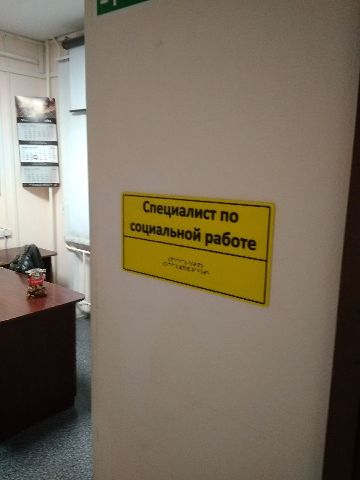 Специалист по
социальной работе